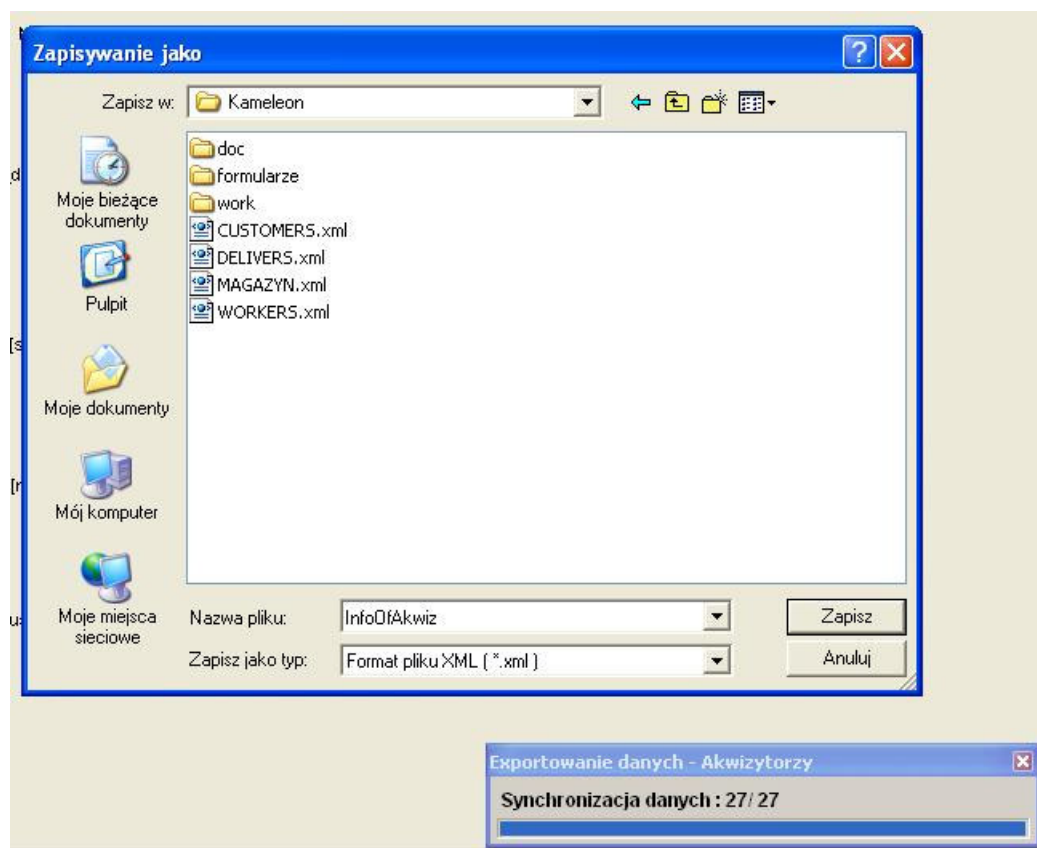 Zapisywanie jako
Zapisz w:
Kameleon
doc
formularze
work
CUSTOMERS.xml
DELIVERS.xml
MAGAZYN.xml
WORKERS.xml
Moje bieżące
dokumenty
Pulpit
Moje dokumenty
Mój komputer
Moje miejsca
sieciowe
Nazwa pliku:
InfoOfAkwiz
Zapisz
Zapisz jako typ:
Format pliku XML ( *.xml )
Anuluj
Exportowanie danych - Akwizytorzy
Synchronizacja danych : 27/ 27